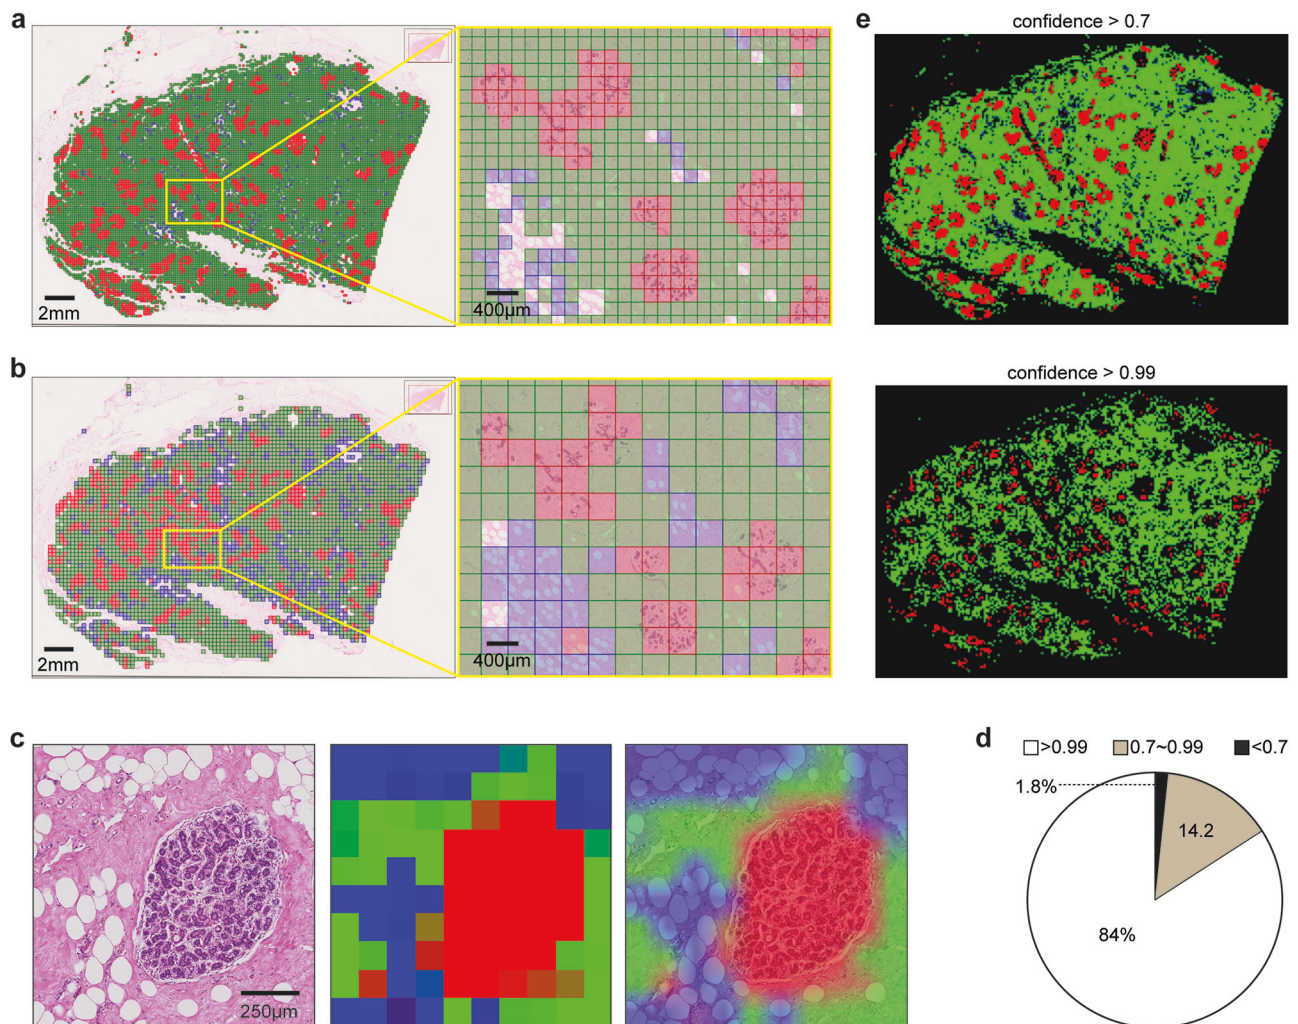 a
2mm
400µm
b
2mm
400µm
c
250µm
e
confidence > 0.7
confidence > 0.99
d
>0.99 0.7~0.99 <0.7
1.8%
14.2
84%